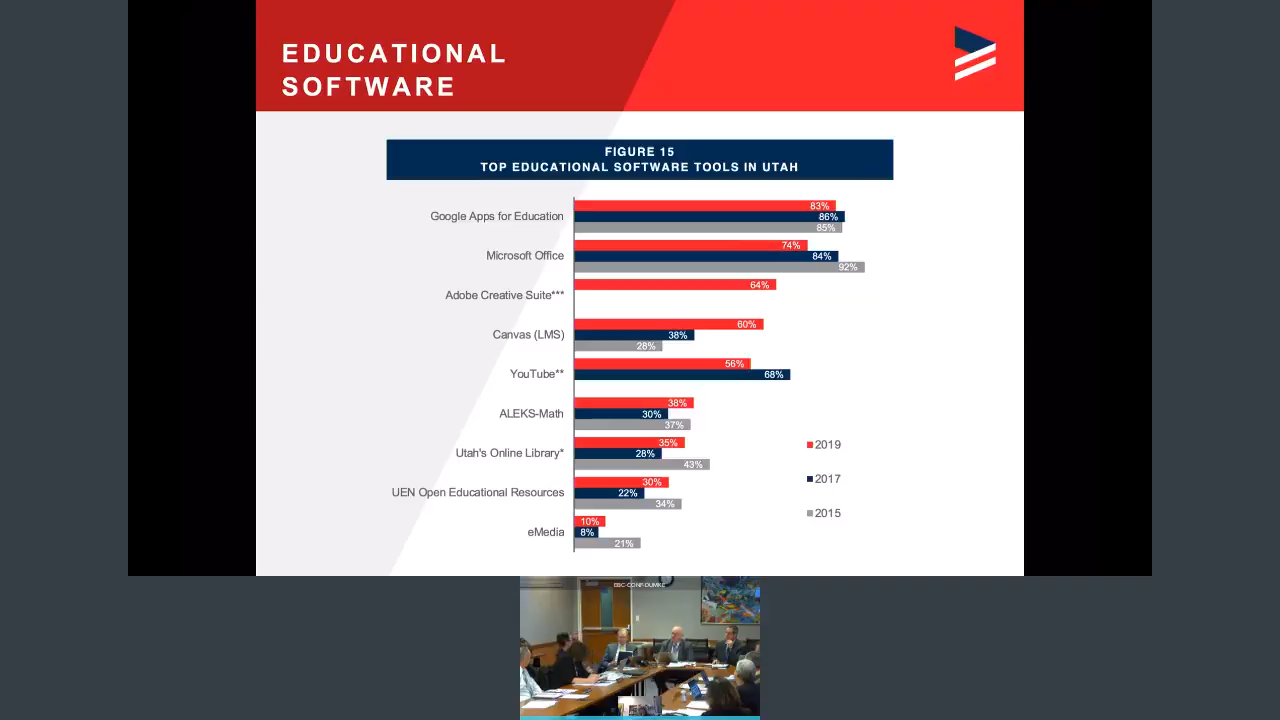 EDUCATIONAL
SOFTWARE
FIGURE 15
TOP EDUCATIONAL SOFTWARE TOOLS IN UTAH
Google Apps for Education
83%
86%
85%
Microsoft Office
74%
84%
92%
Adobe Creative Suite***
64%
Canvas (LMS)
60%
38%
28%
YouTube**
56%
68%
ALEKS-Math
38%
30%
37%
Utah's Online Library*
35%
28%
43%
UEN Open Educational Resources
30%
22%
34%
eMedia
10%
8%
21%
2019
2017
2015
EBC-CONF-DUMKE